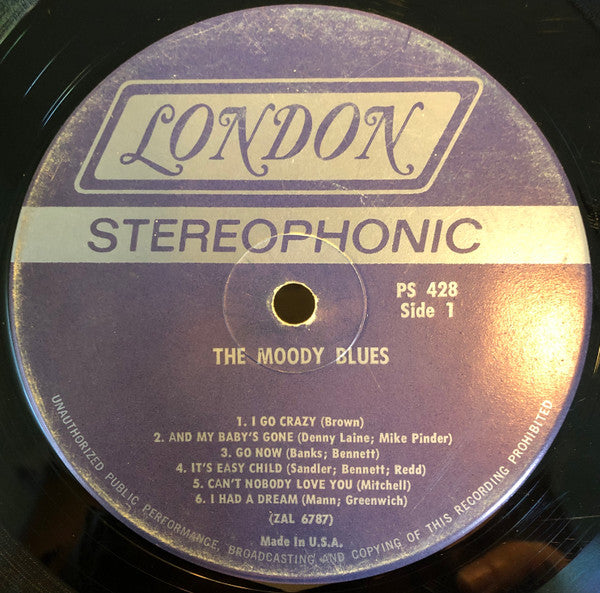 LONDON
STEREOPHONIC
PS 428
Side 1
THE MOODY BLUES
1. I GO CRAZY (Brown)
2. AND MY BABY'S GONE (Denny Laine; Mike Pinder)
3. GO NOW (Banks; Bennett)
4. IT'S EASY CHILD (Sandler; Bennett; Redd)
5. CAN'T NOBODY LOVE YOU (Mitchell)
6. I HAD A DREAM (Mann; Greenwich)
(ZAL 6787)
Made In U.S.A.
UNAUTHORIZED PUBLIC PERFORMANCE, BROADCASTING AND COPYING OF THIS RECORDING PROHIBITED